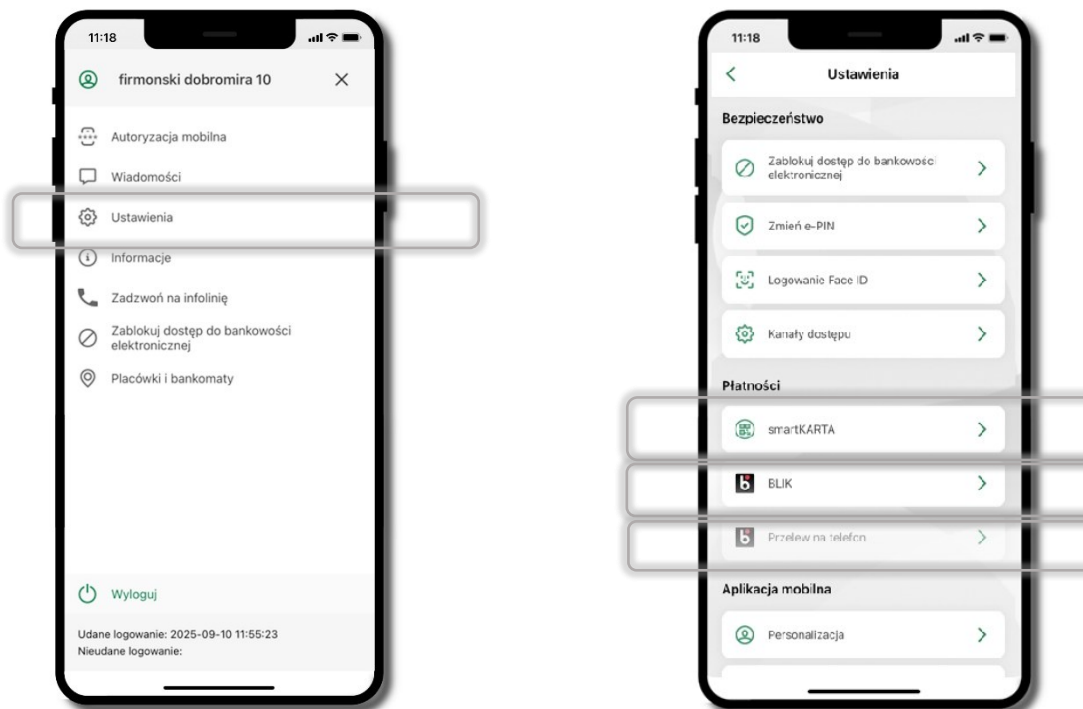 11:18
firmonski dobromira 10
Autoryzacja mobilna
Wiadomości
Ustawienia
Informacje
Zadzwoń na infolinię
Zablokuj dostęp do bankowości
elektronicznej
Placówki i bankomaty
Wyloguj
Udane logowanie: 2025-09-10 11:55:23
Nieudane logowanie:
11:18
Ustawienia
Bezpieczeństwo
Zablokuj dostęp do bankowości
elektronicznej
Zmień e-PIN
Logowanie Face ID
Kanały dostępu
Płatności
smartKARTA
BLIK
Przelew na telefon
Aplikacja mobilna
Personalizacja